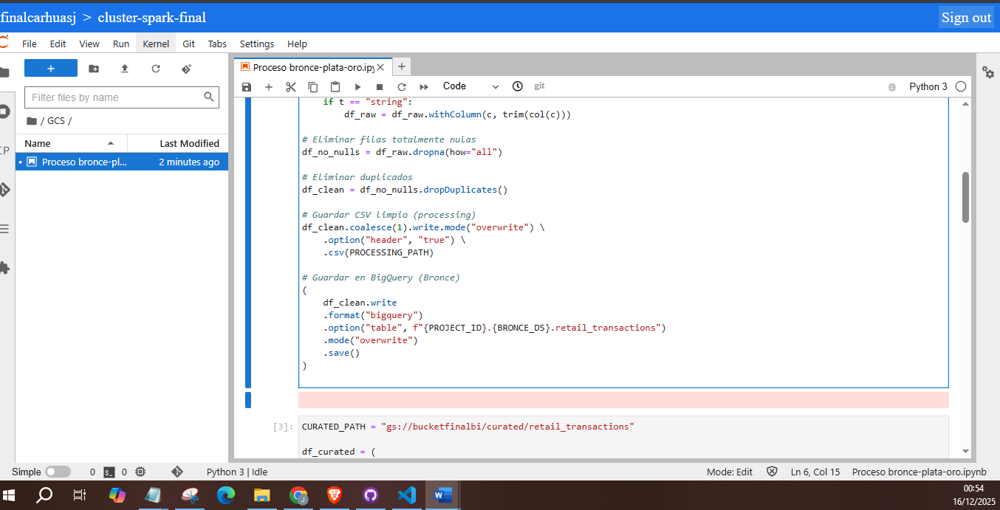 finalcarhuasj > cluster-spark-final
Sign out
File Edit View Run Kernel Git Tabs Settings Help
Filter files by name
/ GCS /
Name Last Modified
Proceso bronce-pl... 2 minutes ago
Proceso bronce-plata-oro.ipy
Code
git
Python 3
if t == "string":
df_raw = df_raw.withColumn(c, trim(col(c)))
# Eliminar filas totalmente nulas
df_no_nulls = df_raw.dropna(how="all")
# Eliminar duplicados
df_clean = df_no_nulls.dropDuplicates()
# Guardar CSV limpio (processing)
df_clean.coalesce(1).write.mode("overwrite") \
.option("header", "true") \
.csv(PROCESSING_PATH)
# Guardar en BigQuery (Bronce)
(
df_clean.write
.format("bigquery")
.option("table", f"{PROJECT_ID}.{BRONCE_DS}.retail_transactions")
.mode("overwrite")
.save()
)
[3]: CURATED_PATH = "gs://bucketfinalbi/curated/retail_transactions"
df_curated = (
Simple 0 $_ 0 Python 3 | Idle Mode: Edit Ln 6, Col 15 Proceso bronce-plata-oro.ipynb
00:54
16/12/2025